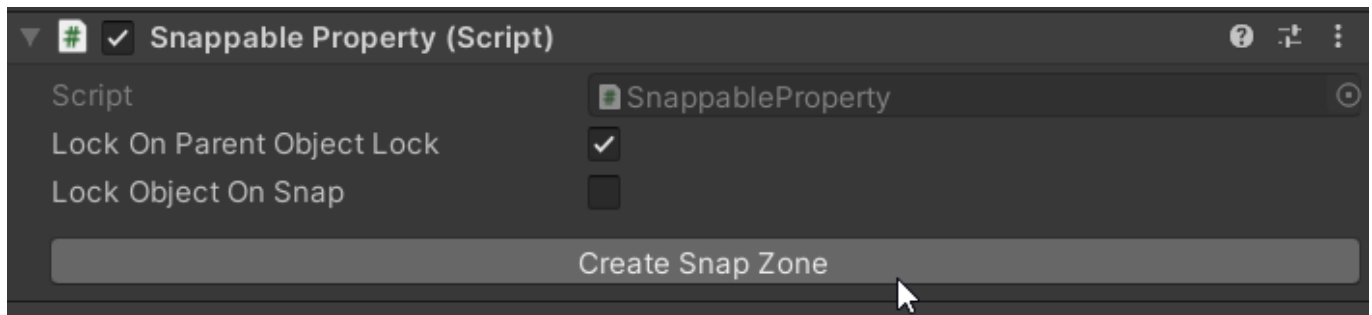 # Snappable Property (Script)
Script # SnappableProperty
Lock On Parent Object Lock
Lock Object On Snap
Create Snap Zone